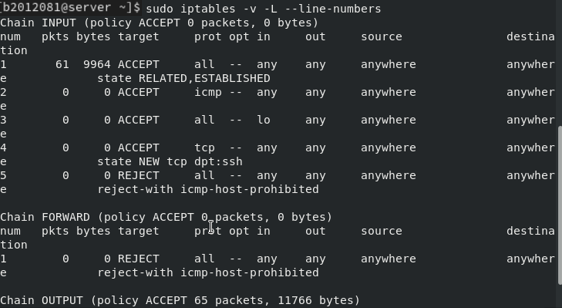 [b2012081@server ~]$ sudo iptables -v -L --line-numbers
Chain INPUT (policy ACCEPT 0 packets, 0 bytes)
num   pkts bytes target     prot opt in     out     source               destina
tion
1       61  9964 ACCEPT     all  --  any    any     anywhere             anywher
e            state RELATED,ESTABLISHED
2        0     0 ACCEPT     icmp --  any    any     anywhere             anywher
e
3        0     0 ACCEPT     all  --  lo     any     anywhere             anywher
e
4        0     0 ACCEPT     tcp  --  any    any     anywhere             anywher
e            state NEW tcp dpt:ssh
5        0     0 REJECT     all  --  any    any     anywhere             anywher
e            reject-with icmp-host-prohibited
Chain FORWARD (policy ACCEPT 0 packets, 0 bytes)
num   pkts bytes target     prot opt in     out     source               destina
tion
1        0     0 REJECT     all  --  any    any     anywhere             anywher
e            reject-with icmp-host-prohibited
Chain OUTPUT (policy ACCEPT 65 packets, 11766 bytes)